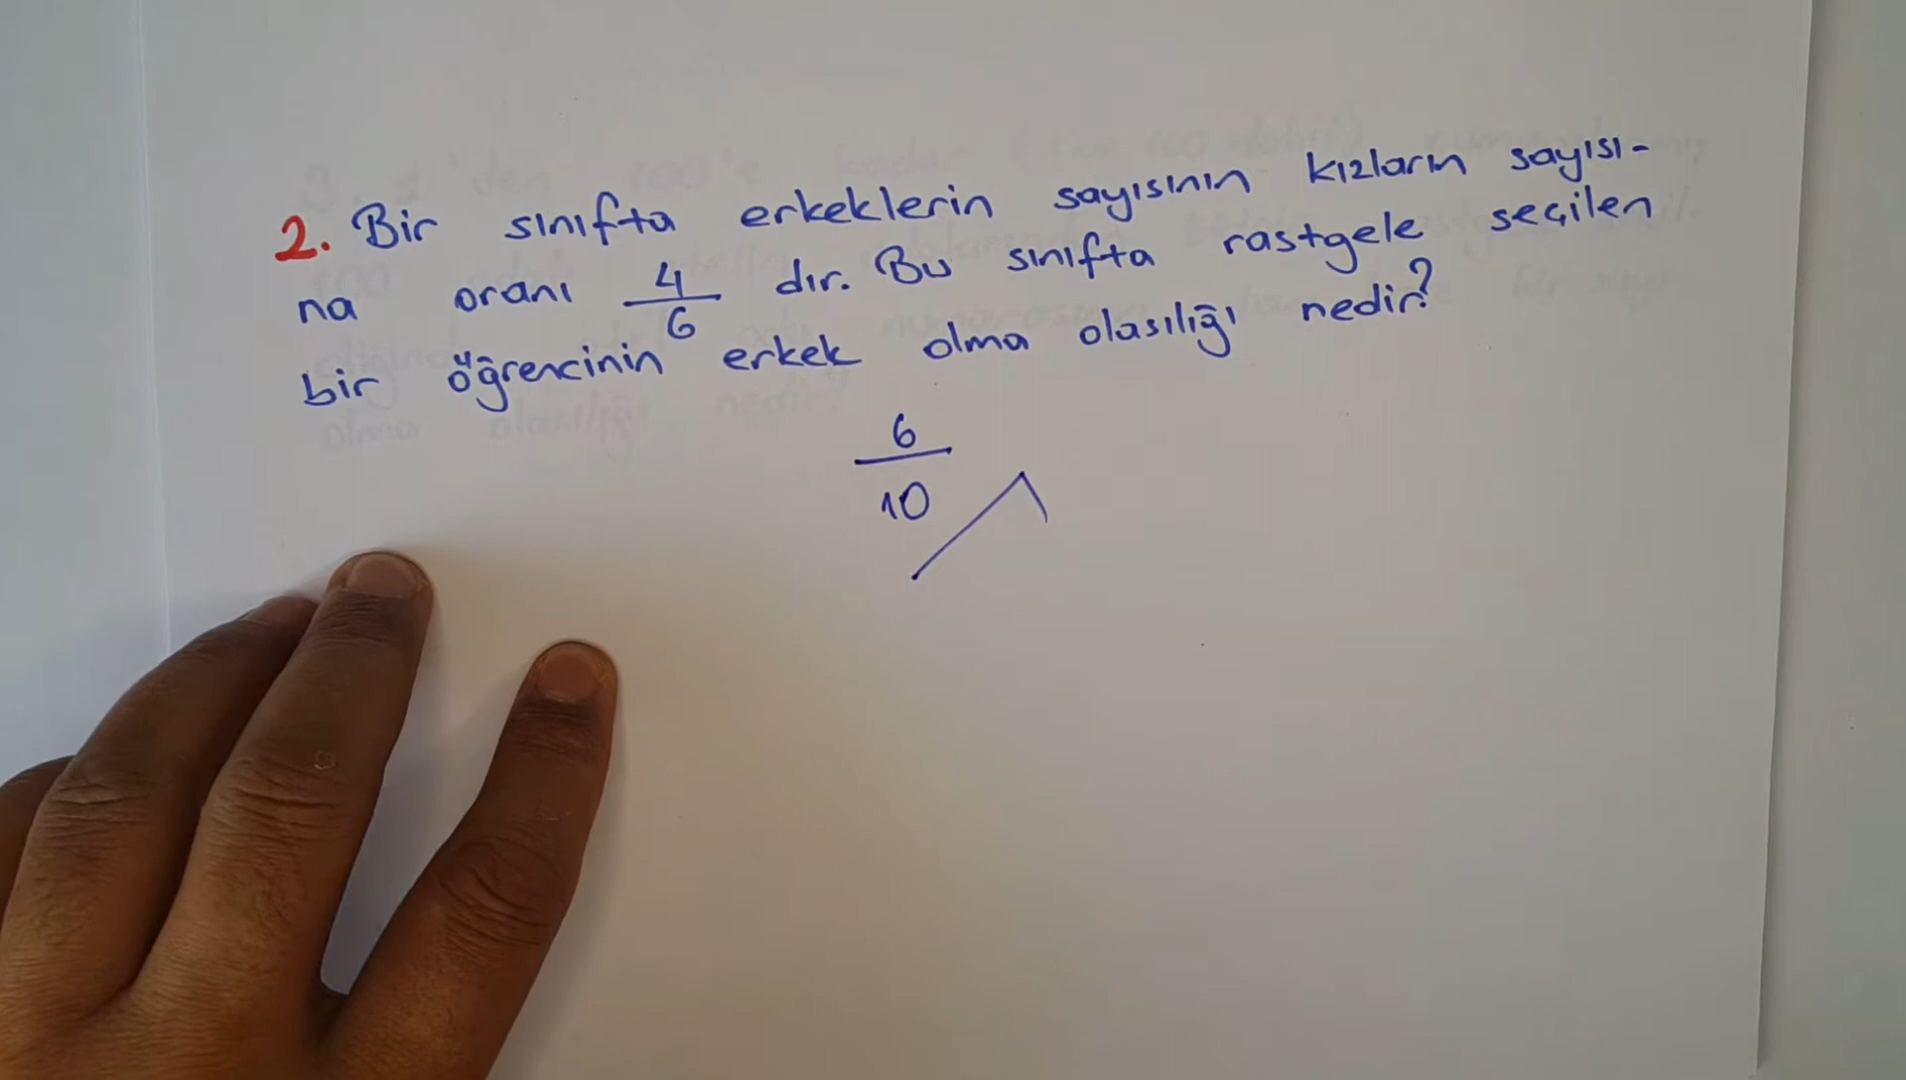 2. Bir sınıfta erkeklerin sayısının kızların sayısı-
na oranı 4/6 dır. Bu sınıfta rastgele seçilen
bir öğrencinin erkek olma olasılığı nedir?
6
10